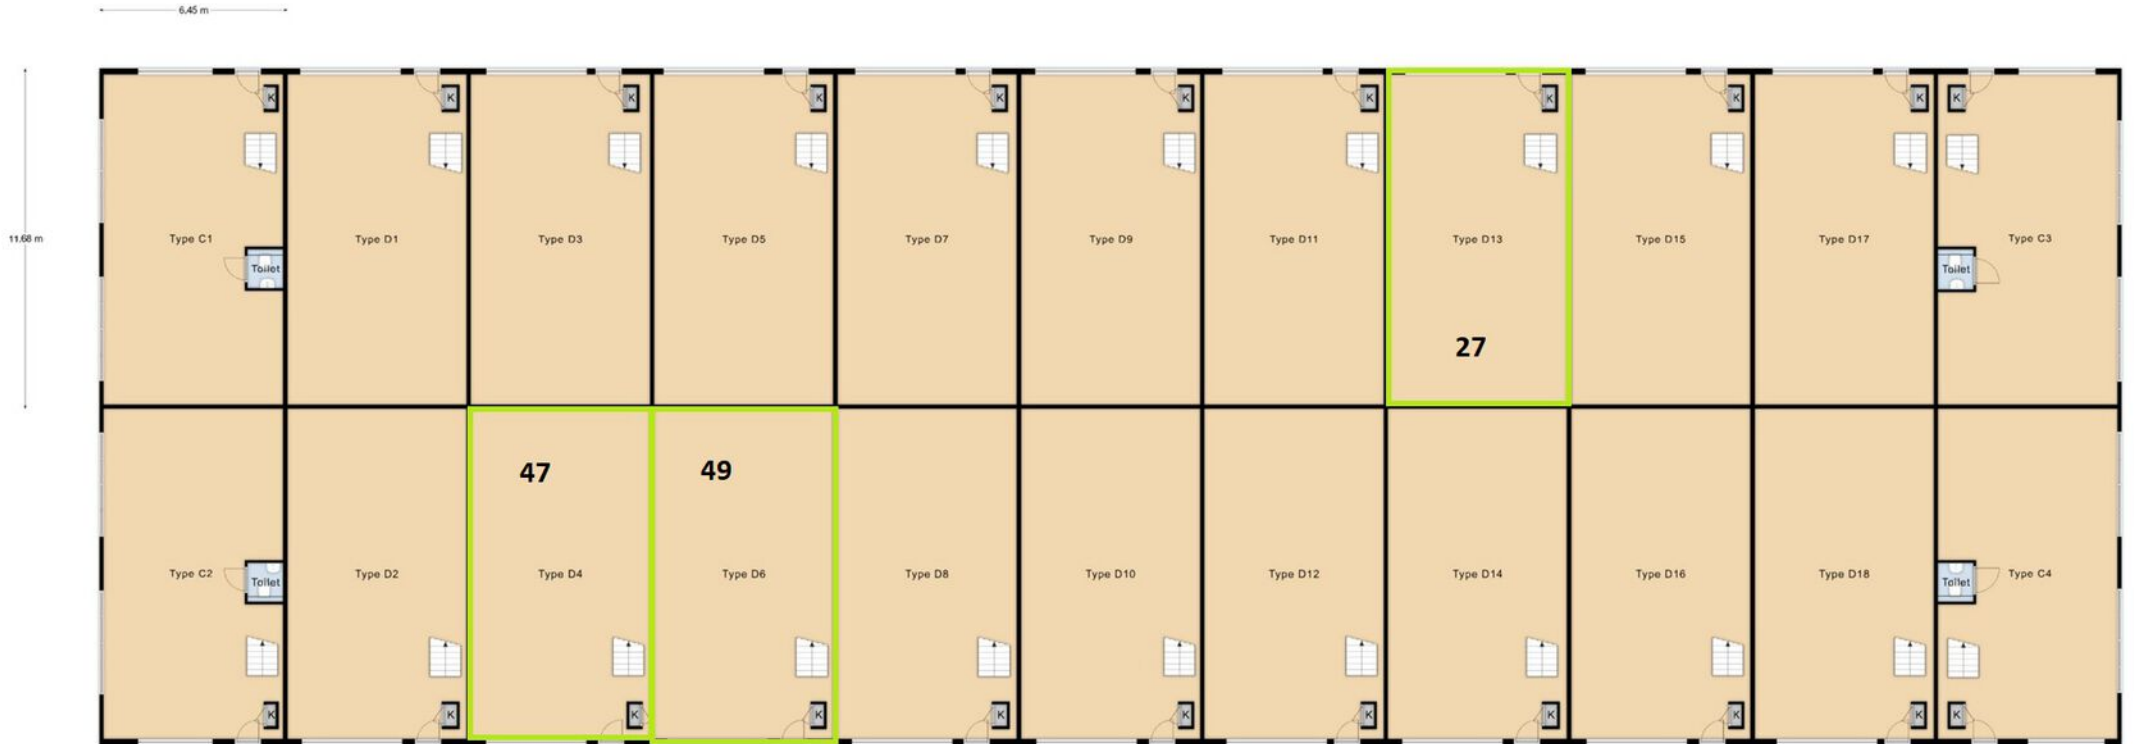 6.45 m
K K K K K K K K K K K
11.68 m
Type C1 Type D1 Type D3 Type D5 Type D7 Type D9 Type D11 Type D13 Type D15 Type D17 Type C3
Toilet Toilet
27
47 49
Type C2 Type D2 Type D4 Type D6 Type D8 Type D10 Type D12 Type D14 Type D16 Type D18 Type C4
Toilet Toilet
K K K K K K K K K K K